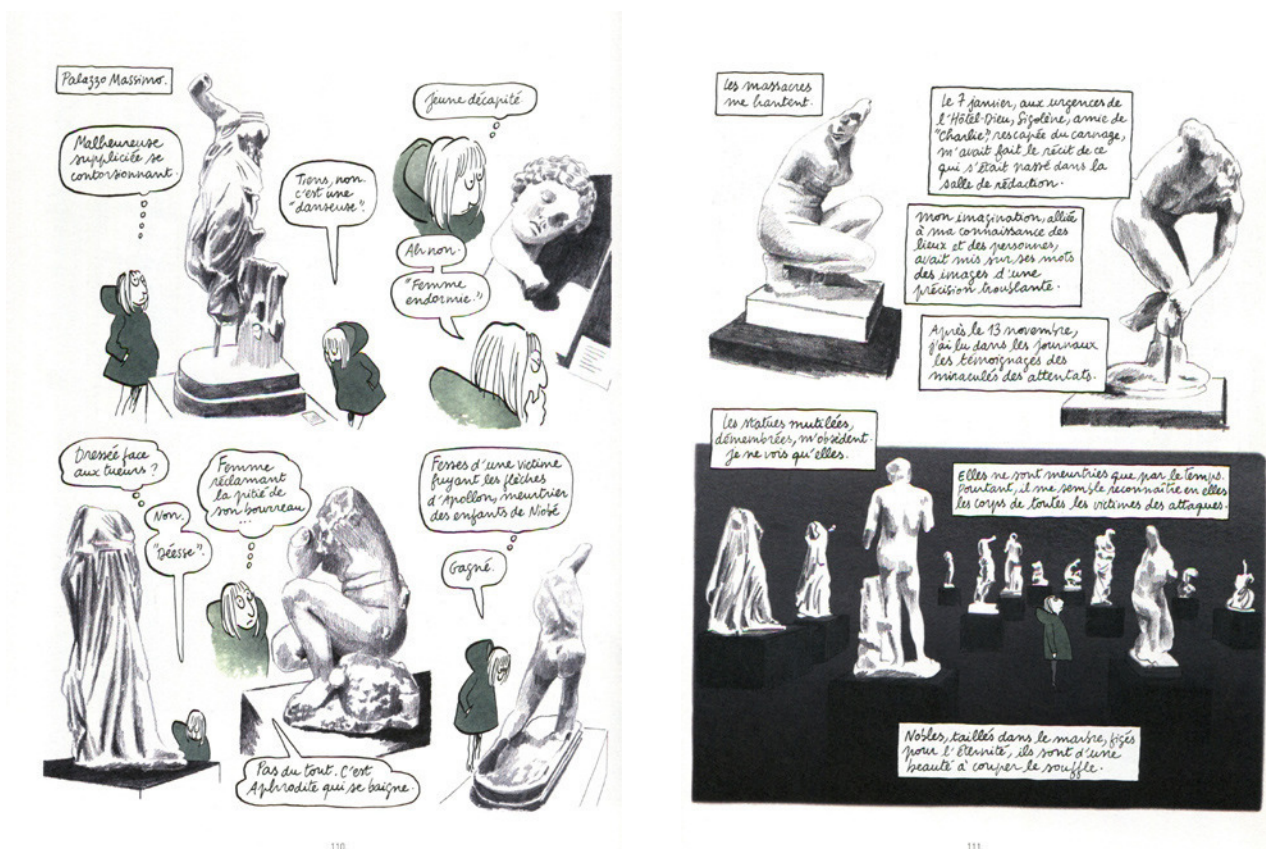 Palazzo Massimo.
Malheureuse
suppliciée se
contorsionnant.
Tiens, non.
c'est une
"danseuse".
Jeune décapité.
Ah non.
"Femme
endormie."
Dressée face
aux tueurs ?
Non.
"Déesse".
Femme
réclamant
la pitié de
son bourreau
...
Pas du tout. C'est
Aphrodite qui se baigne.
Fesses d'une victime
fuyant les flèches
d'Apollon, meurtrier
des enfants de Niobé
Gagné.
110
Les massacres
me hantent.
Le 7 janvier, aux urgences de
l'Hôtel-Dieu, Sigolène, amie de
"Charlie", rescapée du carnage,
m'avait fait le récit de ce
qui s'était passé dans la
salle de rédaction.
Mon imagination, alliée
à ma connaissance des
lieux et des personnes,
avait mis sur ses mots
des images d'une
précision troublante.
Après le 13 novembre,
j'ai lu dans les journaux
les témoignages des
miraculés des attentats.
Les statues mutilées,
démembrées, m'obsèdent.
je ne vois qu'elles.
Elles ne sont meurtries que par le temps.
Pourtant, il me semble reconnaître en elles
les corps de toutes les victimes des attaques.
Nobles, taillés dans le marbre, figés
pour l'éternité, ils sont d'une
beauté à couper le souffle.
111